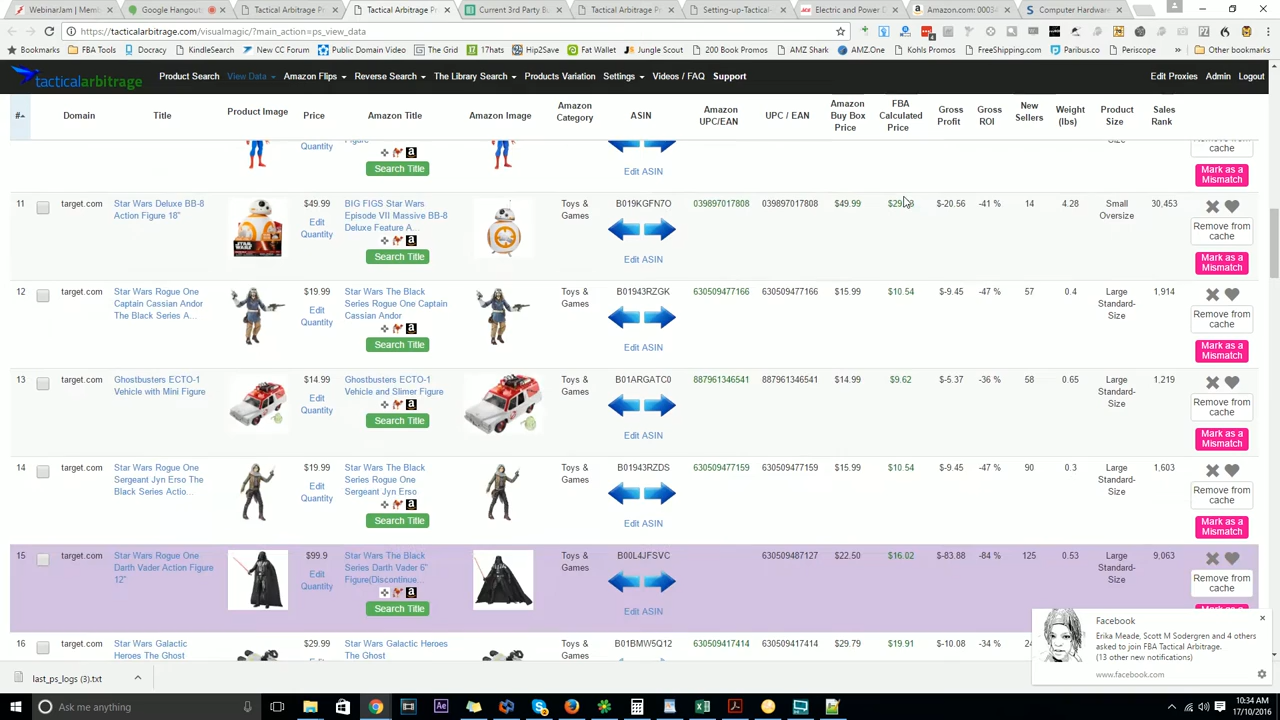 WebinarJam | Memb
Google Hangouts
Tactical Arbitrage Pr
Tactical Arbitrage Pr
Current 3rd Party B
Tactical Arbitrage Pr
Setting-up-Tactical-
Electric and Power D
Amazon.com: 0003
Computer Hardware
https://tacticalarbitrage.com/visualmagic/?main_action=ps_view_data
Bookmarks
FBA Tools
Docracy
KindleSearch
New CC Forum
Public Domain Video
The Grid
17hats
Hip2Save
Fat Wallet
Jungle Scout
200 Book Promos
AMZ Shark
AMZ.One
Kohls Promos
FreeShipping.com
Paribus.co
Periscope
Other bookmarks
tacticalarbitrage
Product Search
View Data
Amazon Flips
Reverse Search
The Library Search
Products Variation
Settings
Videos / FAQ
Support
Edit Proxies
Admin
Logout
#
Domain
Title
Product Image
Price
Amazon Title
Amazon Image
Amazon Category
ASIN
Amazon UPC/EAN
UPC / EAN
Amazon Buy Box Price
FBA Calculated Price
Gross Profit
Gross ROI
New Sellers
Weight (lbs)
Product Size
Sales Rank
Quantity
Search Title
Edit ASIN
Remove from cache
Mark as a Mismatch
11
target.com
Star Wars Deluxe BB-8 Action Figure 18"
$49.99
Edit Quantity
BIG FIGS Star Wars Episode VII Massive BB-8 Deluxe Feature A...
Search Title
Toys & Games
B019KGFN7O
Edit ASIN
039897017808
039897017808
$49.99
$-20.56
-41 %
14
4.28
Small Oversize
30,453
Remove from cache
Mark as a Mismatch
12
target.com
Star Wars Rogue One Captain Cassian Andor The Black Series A...
$19.99
Edit Quantity
Star Wars The Black Series Rogue One Captain Cassian Andor
Search Title
Toys & Games
B01943RZGK
Edit ASIN
630509477166
630509477166
$15.99
$10.54
$-9.45
-47 %
57
0.4
Large Standard-Size
1,914
Remove from cache
Mark as a Mismatch
13
target.com
Ghostbusters ECTO-1 Vehicle with Mini Figure
$14.99
Edit Quantity
Ghostbusters ECTO-1 Vehicle and Slimer Figure
Search Title
Toys & Games
B01ARGATC0
Edit ASIN
887961346541
887961346541
$14.99
$9.62
$-5.37
-36 %
58
0.65
Large Standard-Size
1,219
Remove from cache
Mark as a Mismatch
14
target.com
Star Wars Rogue One Sergeant Jyn Erso The Black Series Actio...
$19.99
Edit Quantity
Star Wars The Black Series Rogue One Sergeant Jyn Erso
Search Title
Toys & Games
B01943RZDS
Edit ASIN
630509477159
630509477159
$15.99
$10.54
$-9.45
-47 %
90
0.3
Large Standard-Size
1,603
Remove from cache
Mark as a Mismatch
15
target.com
Star Wars Rogue One Darth Vader Action Figure 12"
$99.9
Edit Quantity
Star Wars The Black Series Darth Vader 6" Figure(Discontinue...
Search Title
Toys & Games
B00L4JFSVC
Edit ASIN
630509487127
$22.50
$16.02
$-83.88
-84 %
125
0.53
Large Standard-Size
9,063
Remove from cache
16
target.com
Star Wars Galactic Heroes The Ghost
$29.99
Star Wars Galactic Heroes The Ghost
Toys & Games
B01BMW5Q12
630509417414
630509417414
$29.79
$19.91
$-10.08
-34 %
Facebook
Erika Meade, Scott M Sodergren and 4 others
asked to join FBA Tactical Arbitrage.
(13 other new notifications)
www.facebook.com
last_ps_logs (3).txt
Ask me anything
10:34 AM
17/10/2016